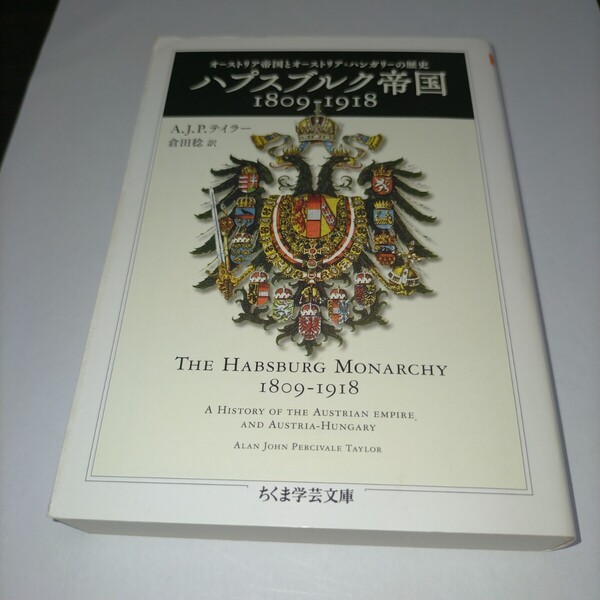 オーストリア帝国とオーストリア=ハンガリーの歴史
ハプスブルク帝国
1809-1918
A.J.P.テイラー
倉田稔 訳
THE HABSBURG MONARCHY
1809-1918
A HISTORY OF THE AUSTRIAN EMPIRE,
AND AUSTRIA-HUNGARY
ALAN JOHN PERCIVALE TAYLOR
ちくま学芸文庫